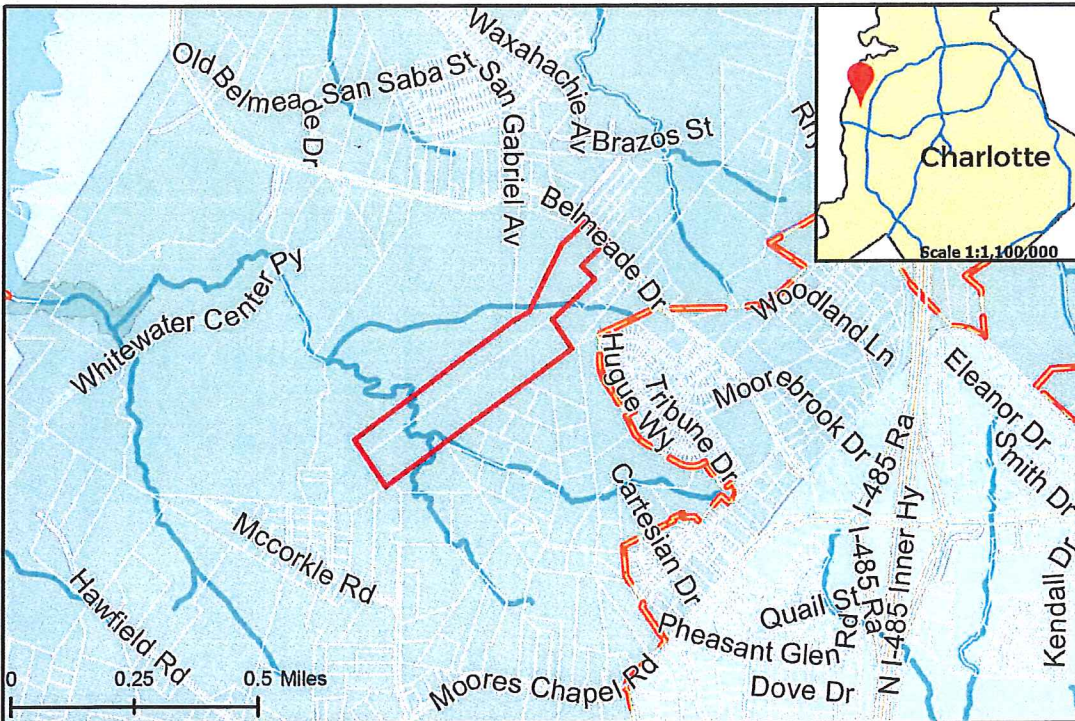 Waxahachie Av
Old Belmeade Dr
San Saba St
San Gabriel Av
Brazos St
Charlotte
Scale 1:1,100,000
Belmeade Dr
Whitewater Center Py
Woodland Ln
Hugue Wy
Tribune Dr
Moorebrook Dr
Eleanor Dr
Smith Dr
I-485 Ra
I-485 Ra
N I-485 Inner Hy
Cartesian Dr
Mccorkle Rd
Hawfield Rd
Quail St
Pheasant Glen Rd
Dove Dr
Kendall Dr
Moores Chapel Rd
0 0.25 0.5 Miles